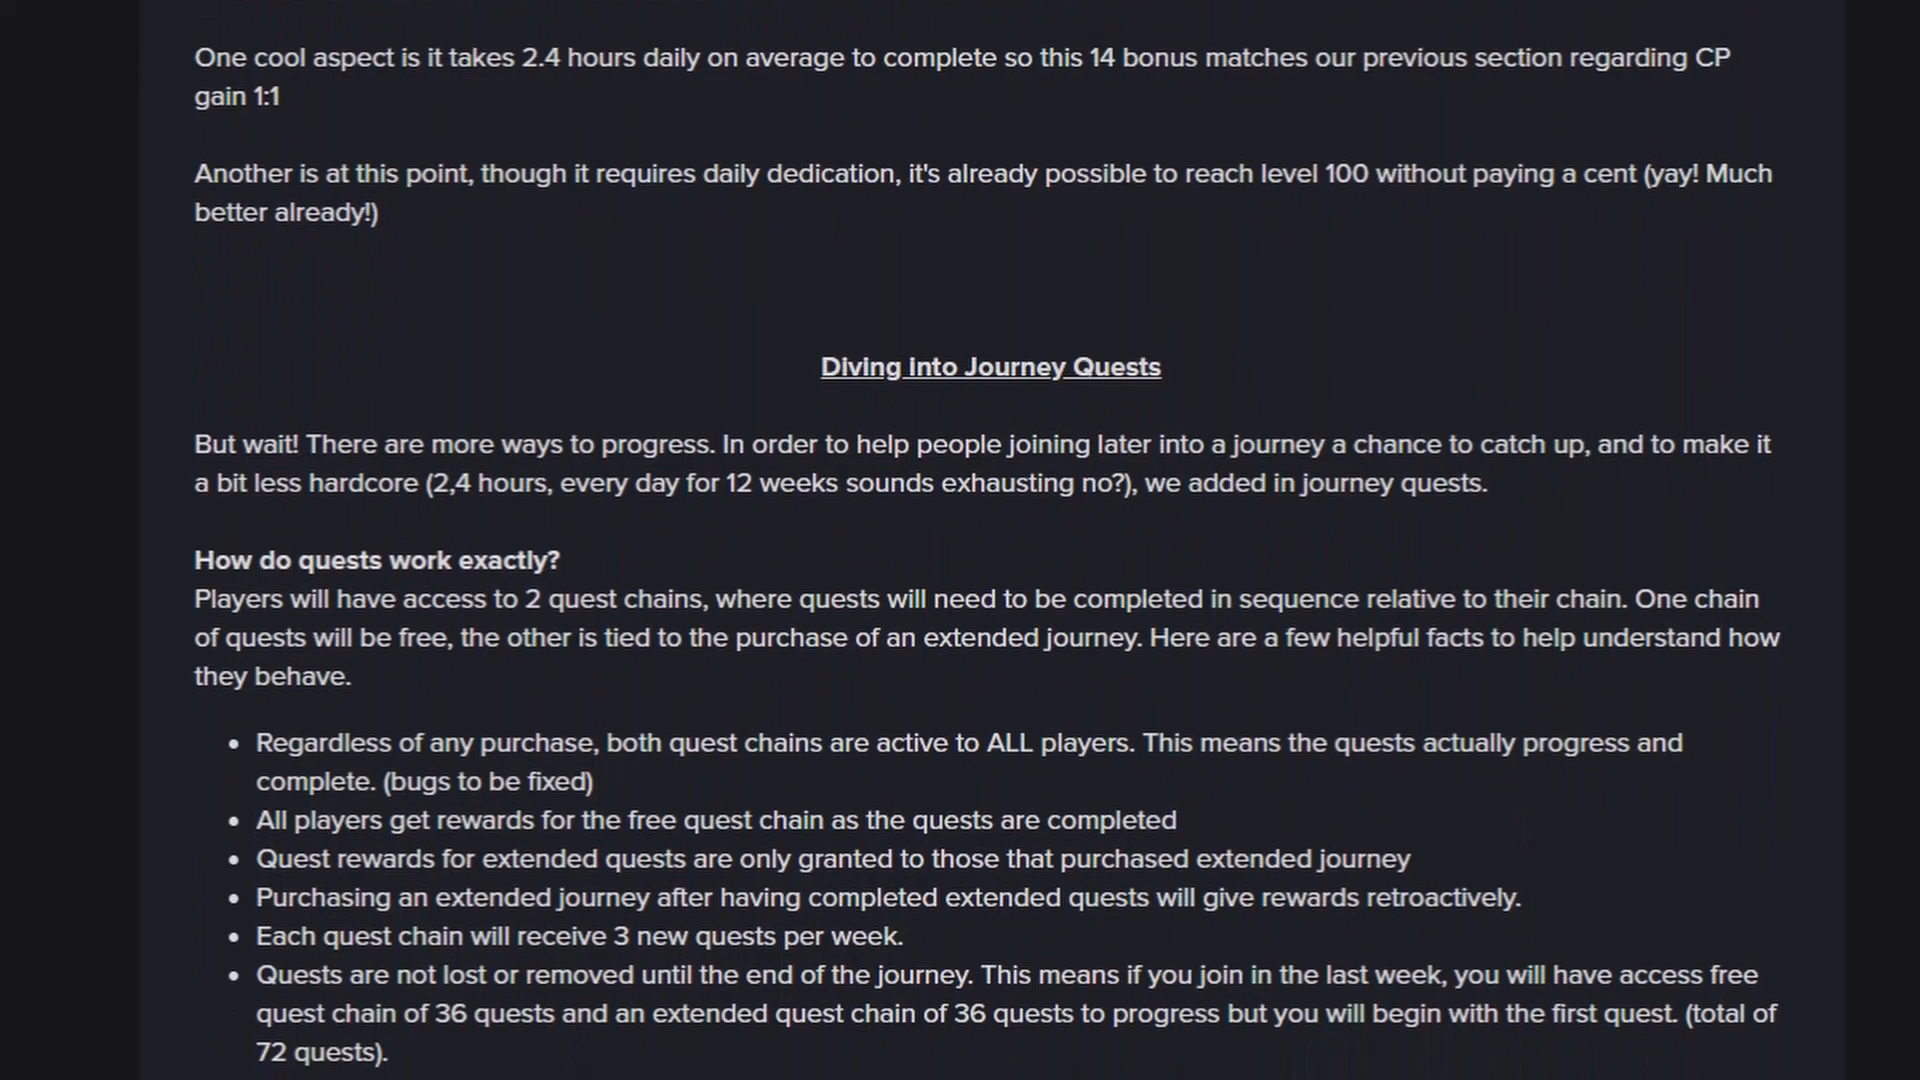 One cool aspect is it takes 2.4 hours daily on average to complete so this 14 bonus matches our previous section regarding CP
gain 1:1
Another is at this point, though it requires daily dedication, it's already possible to reach level 100 without paying a cent (yay! Much
better already!)
Diving Into Journey Quests
But wait! There are more ways to progress. In order to help people joining later into a journey a chance to catch up, and to make it
a bit less hardcore (2,4 hours, every day for 12 weeks sounds exhausting no?), we added in journey quests.
How do quests work exactly?
Players will have access to 2 quest chains, where quests will need to be completed in sequence relative to their chain. One chain
of quests will be free, the other is tied to the purchase of an extended journey. Here are a few helpful facts to help understand how
they behave.
• Regardless of any purchase, both quest chains are active to ALL players. This means the quests actually progress and
complete. (bugs to be fixed)
• All players get rewards for the free quest chain as the quests are completed
• Quest rewards for extended quests are only granted to those that purchased extended journey
• Purchasing an extended journey after having completed extended quests will give rewards retroactively.
• Each quest chain will receive 3 new quests per week.
• Quests are not lost or removed until the end of the journey. This means if you join in the last week, you will have access free
quest chain of 36 quests and an extended quest chain of 36 quests to progress but you will begin with the first quest. (total of
72 quests).